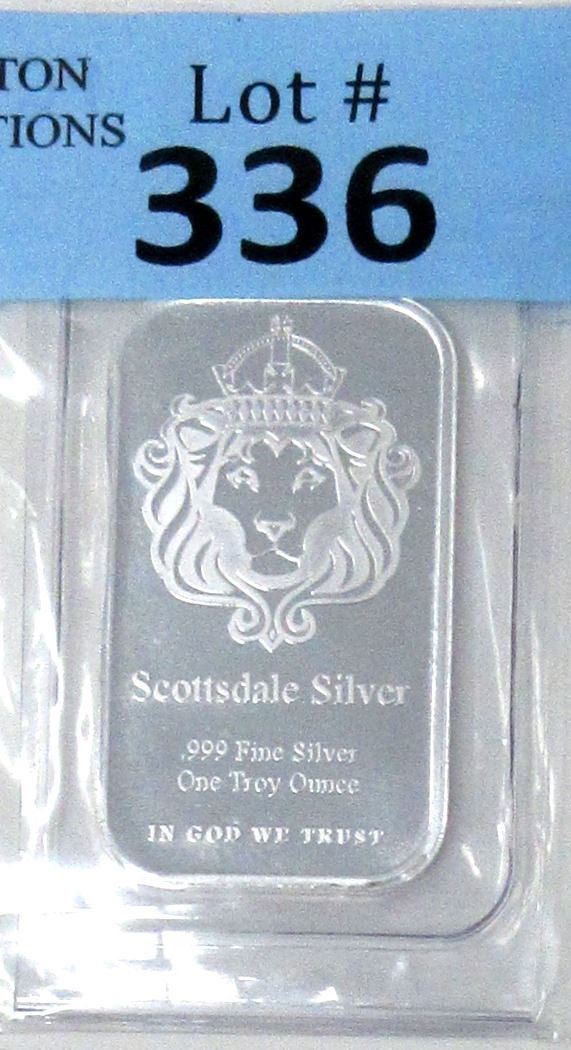 TON
TIONS
Lot #
336
Scottsdale Silver
.999 Fine Silver
One Troy Ounce
IN GOD WE TRUST